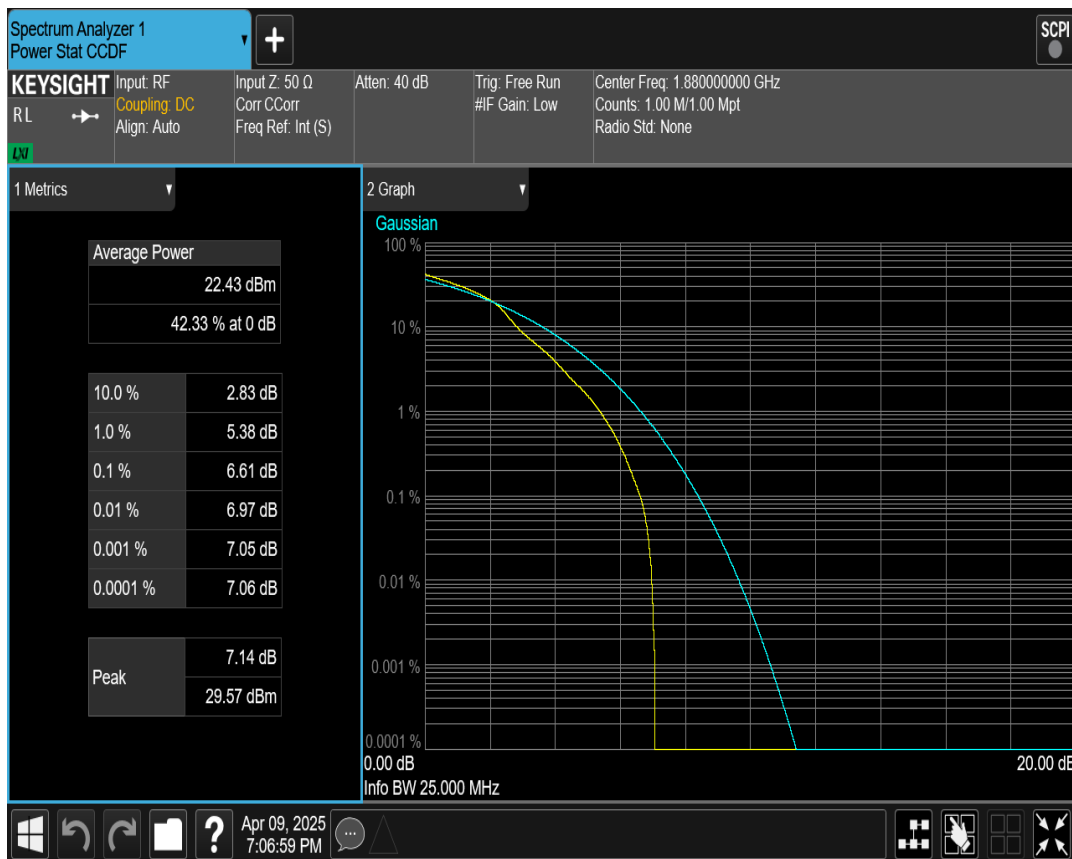 Spectrum Analyzer 1
Power Stat CCDF
+
SCPI
KEYSIGHT
RL
LXI
Input: RF
Coupling: DC
Align: Auto
Input Z: 50 Ω
Corr CCorr
Freq Ref: Int (S)
Atten: 40 dB
Trig: Free Run
#IF Gain: Low
Center Freq: 1.880000000 GHz
Counts: 1.00 M/1.00 Mpt
Radio Std: None
1 Metrics
Average Power
22.43 dBm
42.33 % at 0 dB
10.0 % 2.83 dB
1.0 % 5.38 dB
0.1 % 6.61 dB
0.01 % 6.97 dB
0.001 % 7.05 dB
0.0001 % 7.06 dB
Peak
7.14 dB
29.57 dBm
2 Graph
Gaussian
100 %
10 %
1 %
0.1 %
0.01 %
0.001 %
0.0001 %
0.00 dB
20.00 dB
Info BW 25.000 MHz
?
Apr 09, 2025
7:06:59 PM